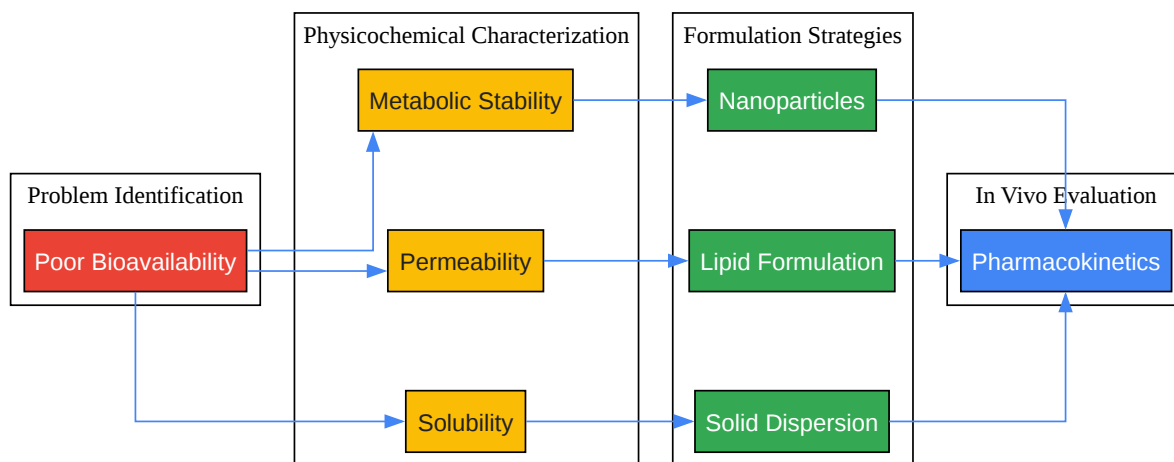 Physicochemical Characterization
Formulation Strategies
Metabolic Stability
Nanoparticles
Problem Identification
In Vivo Evaluation
Poor Bioavailability
Permeability
Lipid Formulation
Pharmacokinetics
Solubility
Solid Dispersion